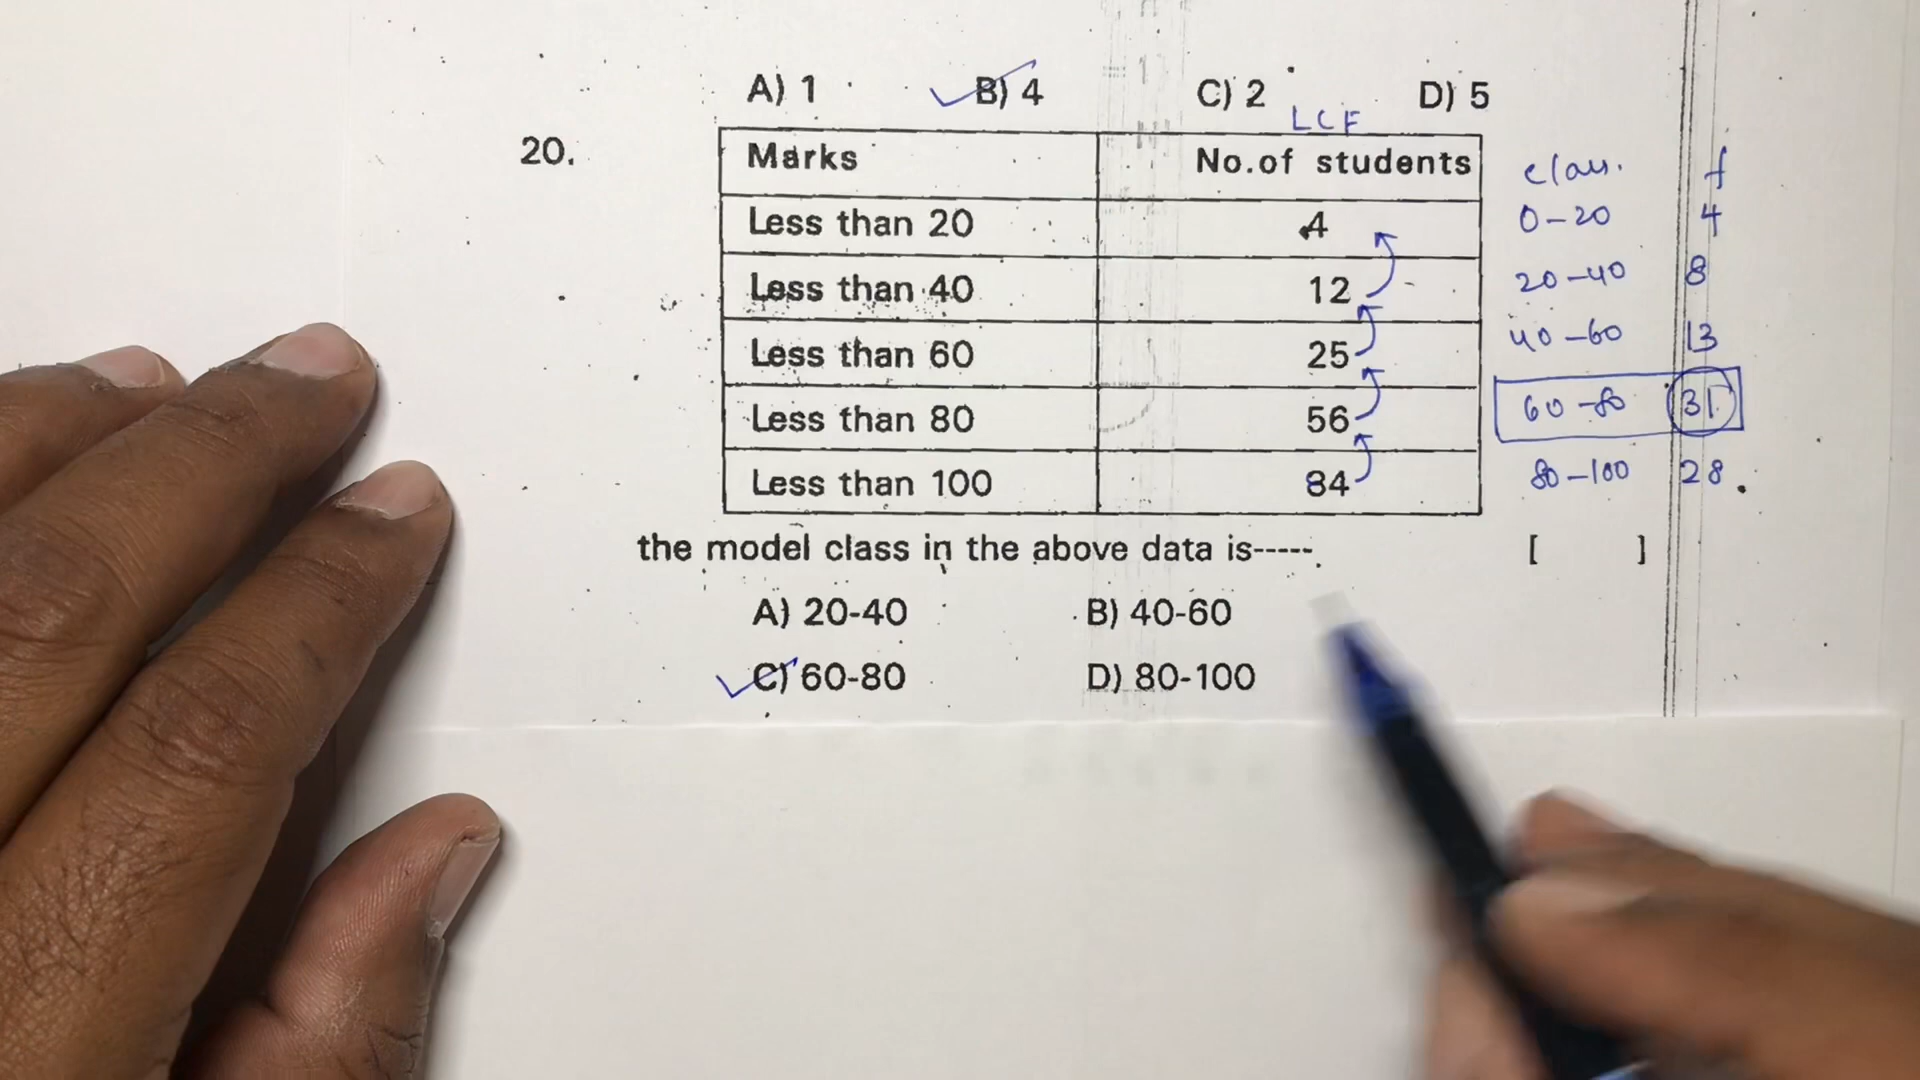 A) 1 B) 4 C) 2 D) 5
LCF
20. Marks No.of students class. f
Less than 20 4 0-20 4
Less than 40 12 20-40 8
Less than 60 25 40-60 13
Less than 80 56 60-80 31
Less than 100 84 80-100 28
the model class in the above data is----- [ ]
A) 20-40 B) 40-60
C) 60-80 D) 80-100